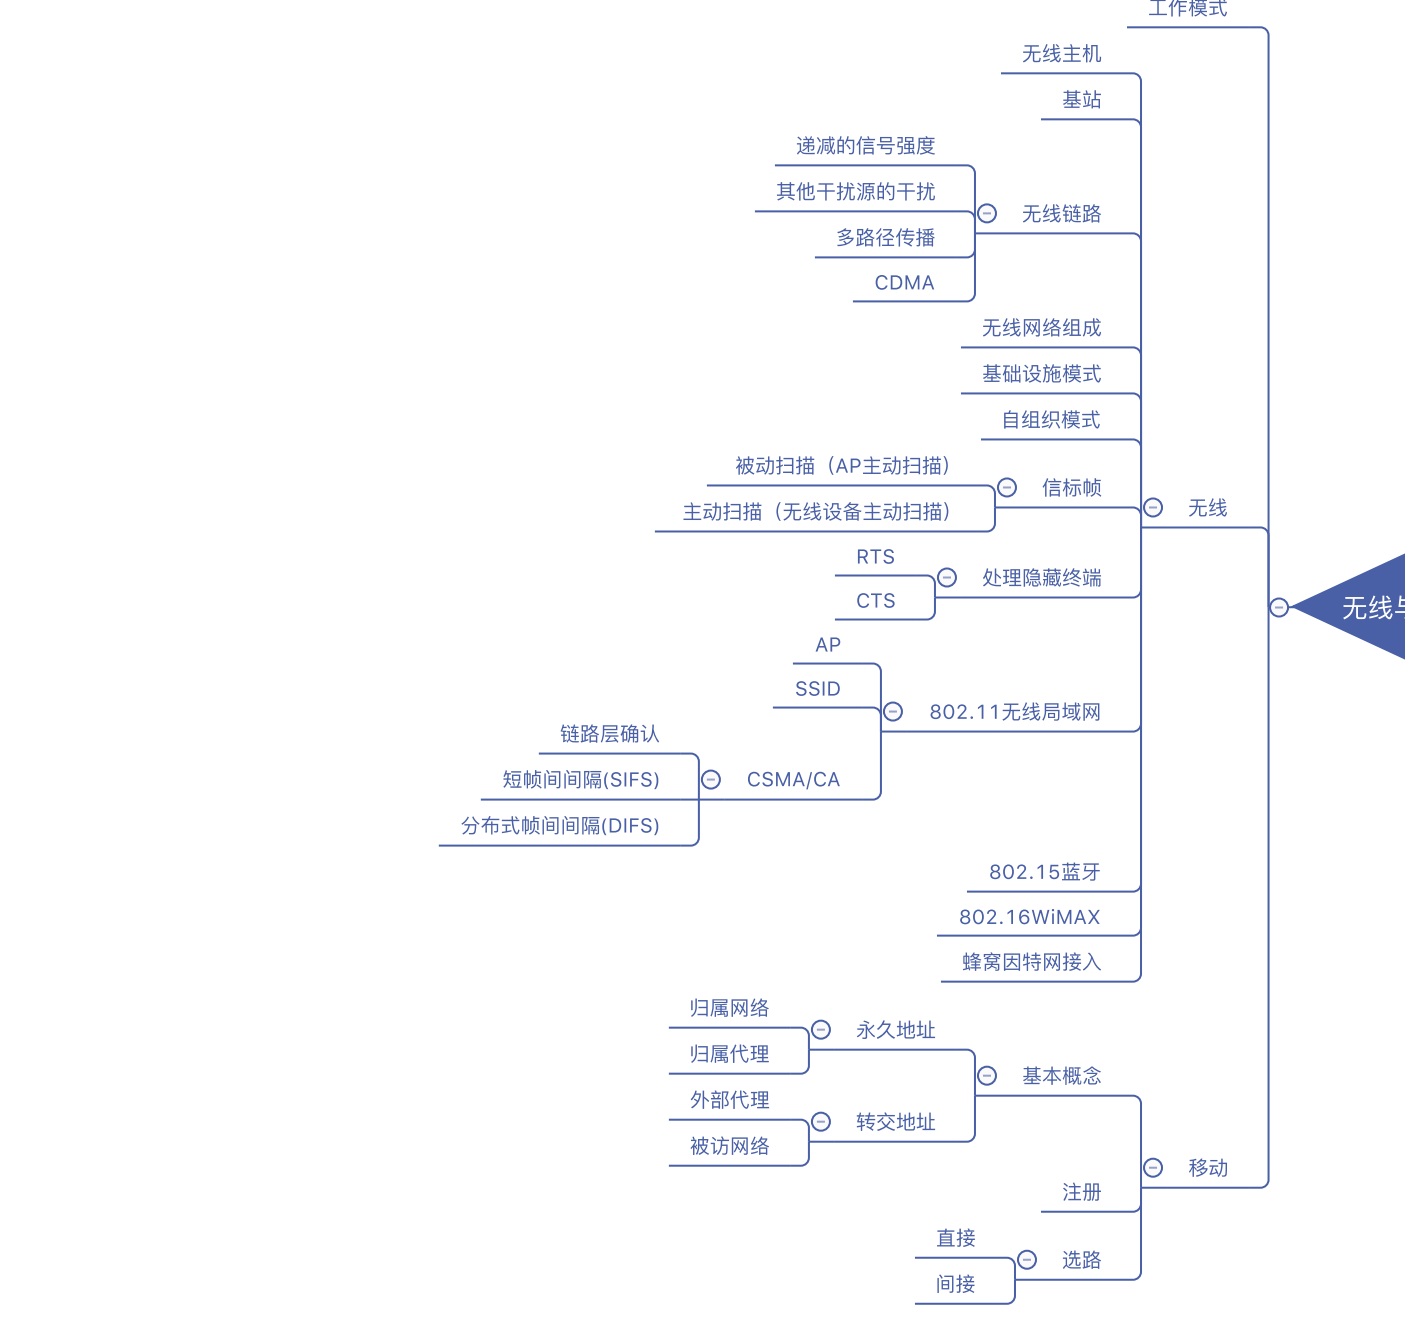 工作模式
无线主机
基站
递减的信号强度
其他干扰源的干扰
无线链路
多路径传播
CDMA
无线网络组成
基础设施模式
自组织模式
被动扫描（AP主动扫描）
信标帧
主动扫描（无线设备主动扫描）
无线
RTS
处理隐藏终端
CTS
无线与
AP
SSID
802.11无线局域网
链路层确认
短帧间间隔(SIFS)
CSMA/CA
分布式帧间间隔(DIFS)
802.15蓝牙
802.16WiMAX
蜂窝因特网接入
归属网络
永久地址
归属代理
基本概念
外部代理
转交地址
被访网络
移动
注册
直接
选路
间接